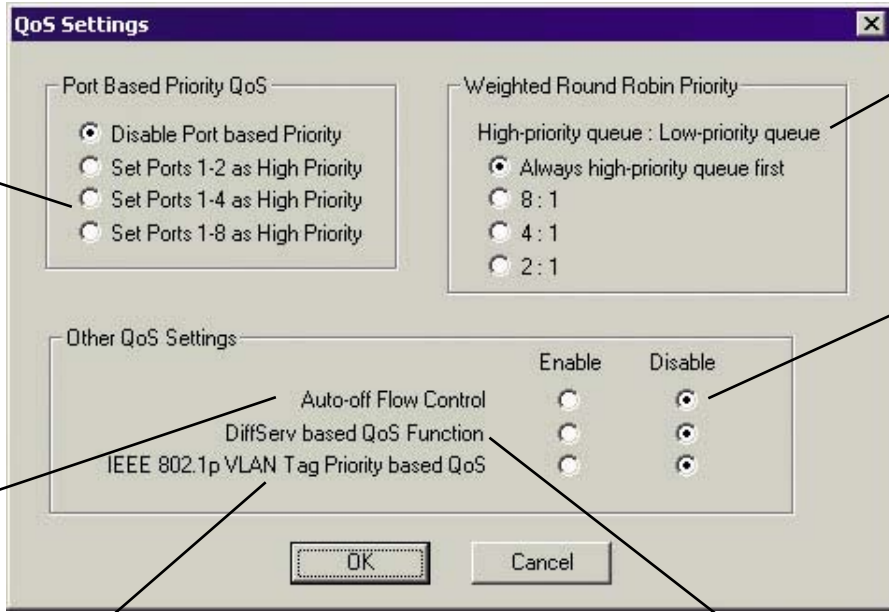 QoS Settings
Port Based Priority QoS
Disable Port based Priority
Set Ports 1-2 as High Priority
Set Ports 1-4 as High Priority
Set Ports 1-8 as High Priority
Weighted Round Robin Priority
High-priority queue : Low-priority queue
Always high-priority queue first
8 : 1
4 : 1
2 : 1
Other QoS Settings
Enable Disable
Auto-off Flow Control
DiffServ based QoS Function
IEEE 802.1p VLAN Tag Priority based QoS
OK Cancel